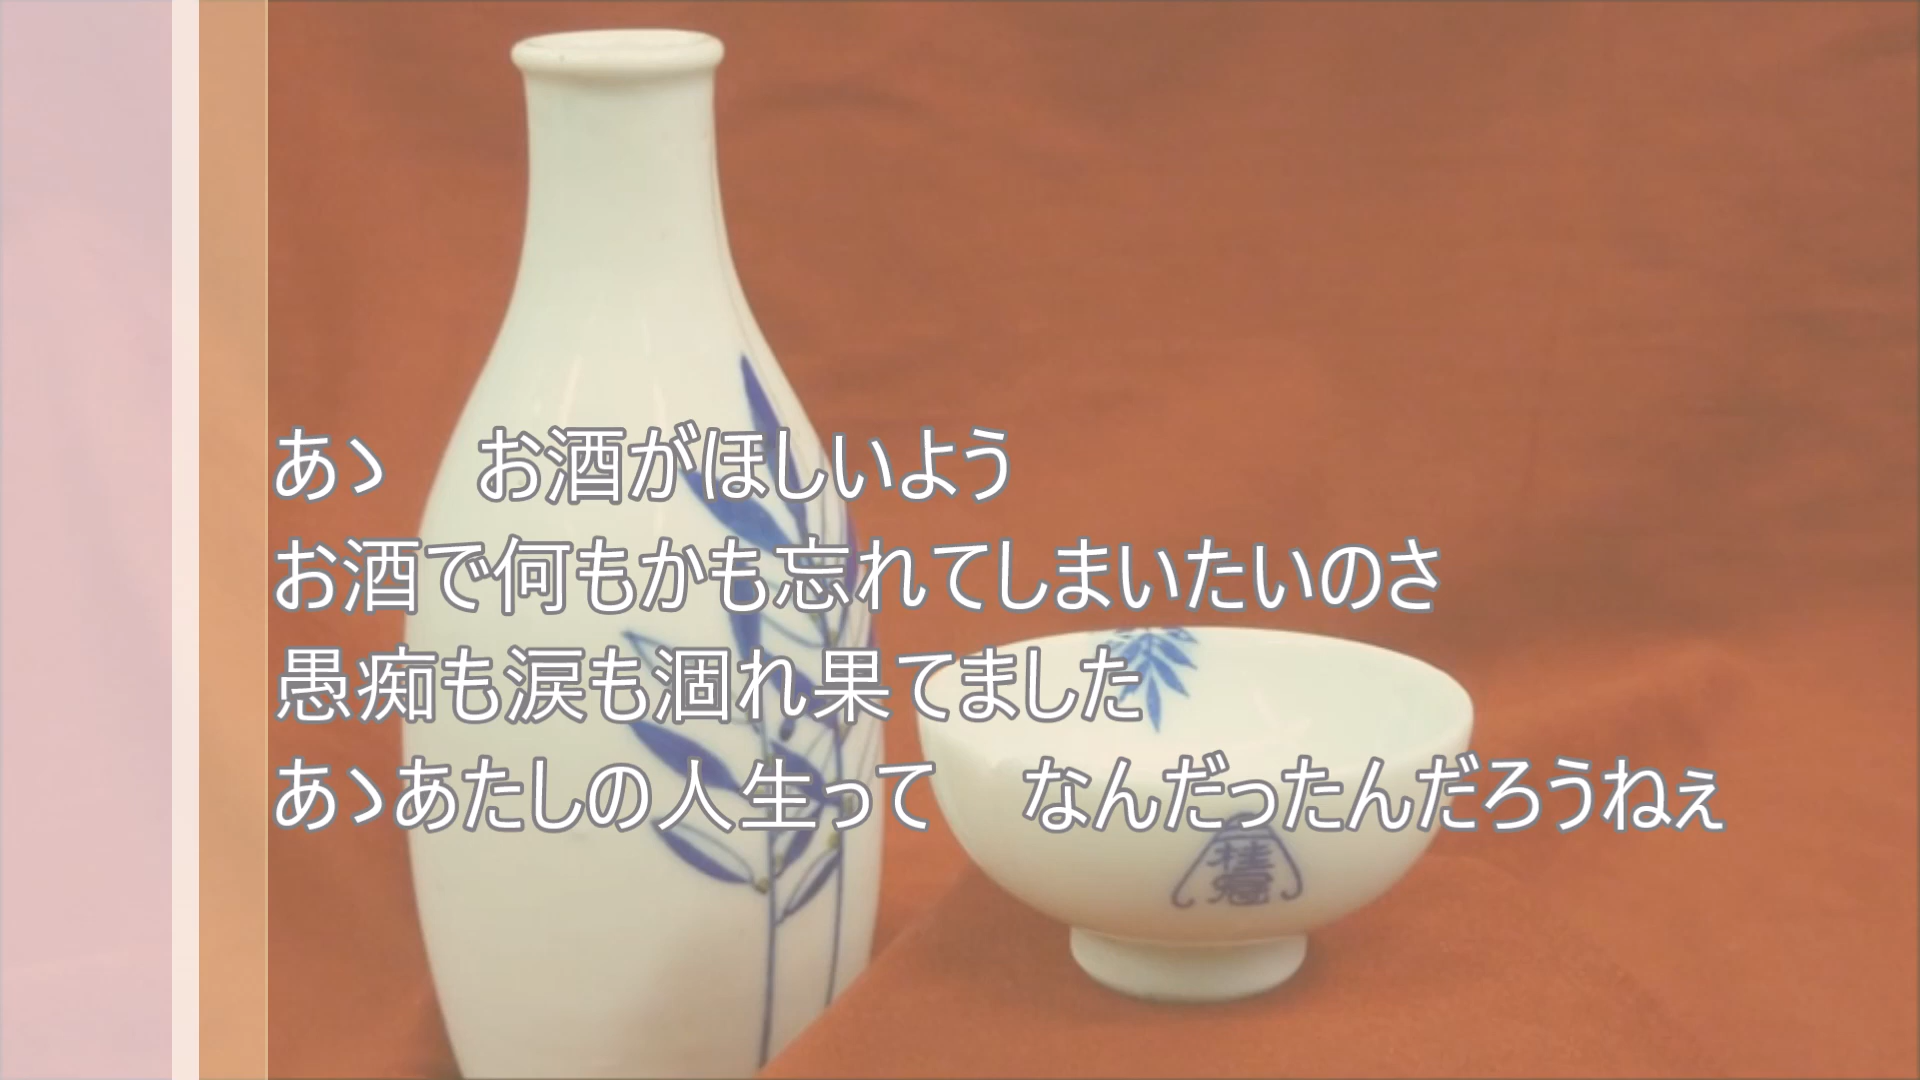 あゝ　お酒がほしいよう
お酒で何もかも忘れてしまいたいのさ
愚痴も涙も涸れ果てました
あゝあたしの人生って　なんだったんだろうねぇ